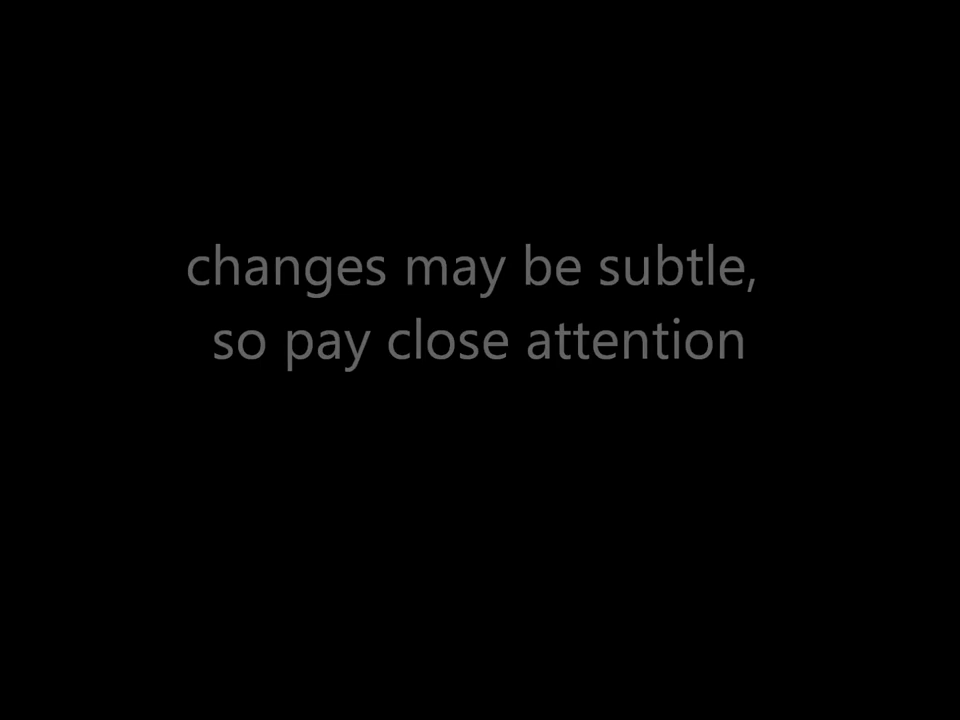 changes may be subtle,
so pay close attention